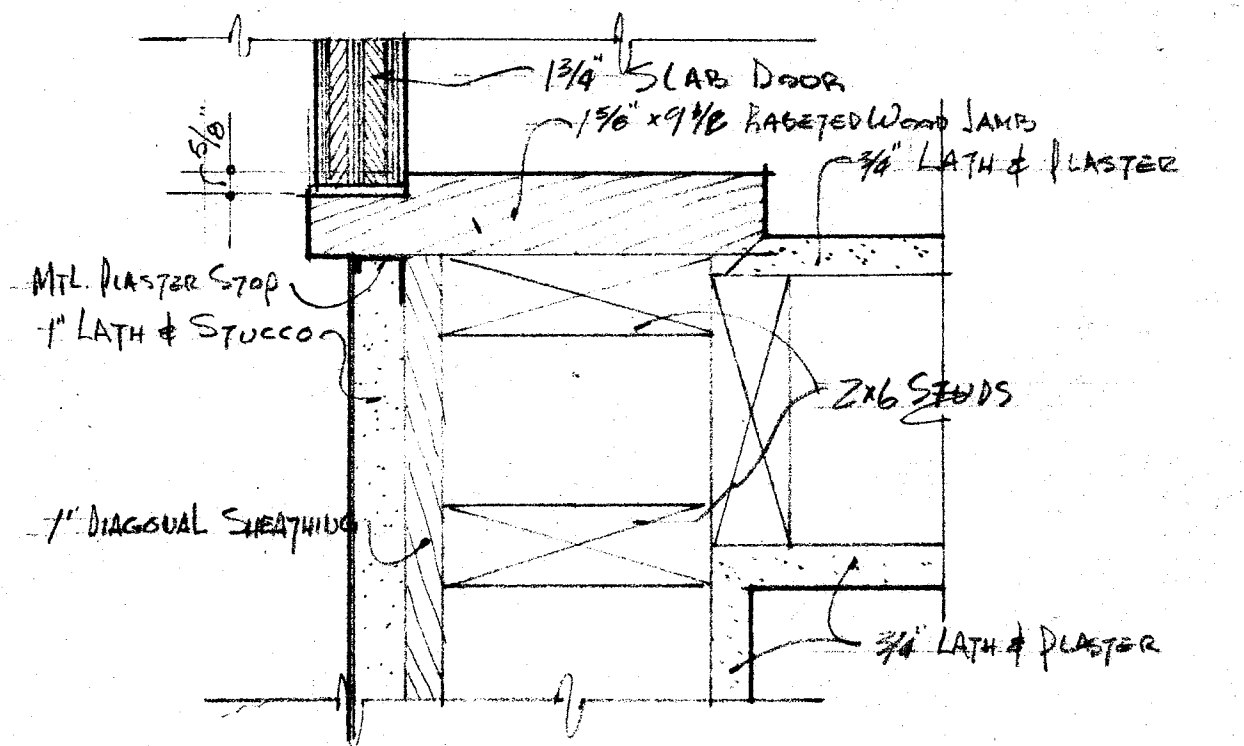 1 3/4" SLAB DOOR
1 5/8" x 9 1/8 RABETED WOOD JAMB
3/4" LATH & PLASTER
5/8"
MTL. PLASTER STOP
1" LATH & STUCCO
2x6 STUDS
1" DIAGONAL SHEATHING
3/4" LATH & PLASTER